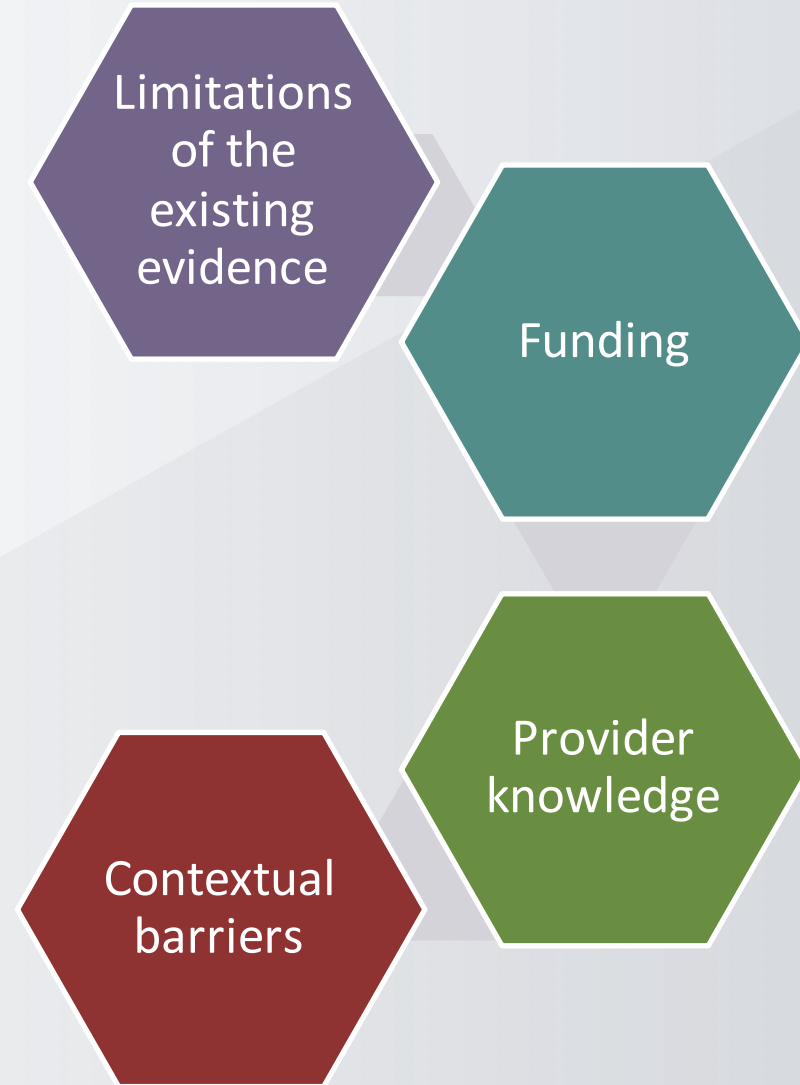 Limitations
of the
existing
evidence
Funding
Provider
knowledge
Contextual
barriers